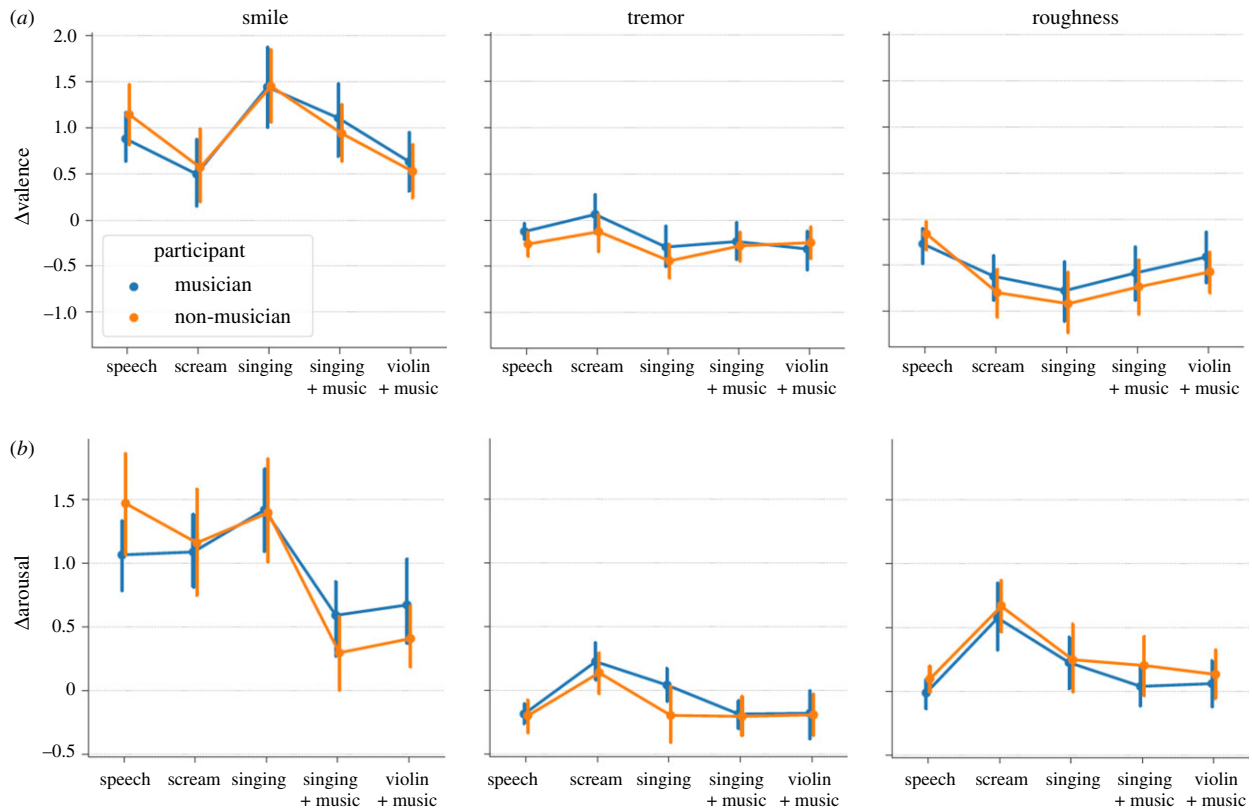 (a)
smile
tremor
roughness
Δvalence
2.0
1.5
1.0
0.5
0
−0.5
−1.0
participant
musician
non-musician
speech scream singing singing + music violin + music
speech scream singing singing + music violin + music
speech scream singing singing + music violin + music
(b)
Δarousal
1.5
1.0
0.5
0
−0.5
speech scream singing singing + music violin + music
speech scream singing singing + music violin + music
speech scream singing singing + music violin + music